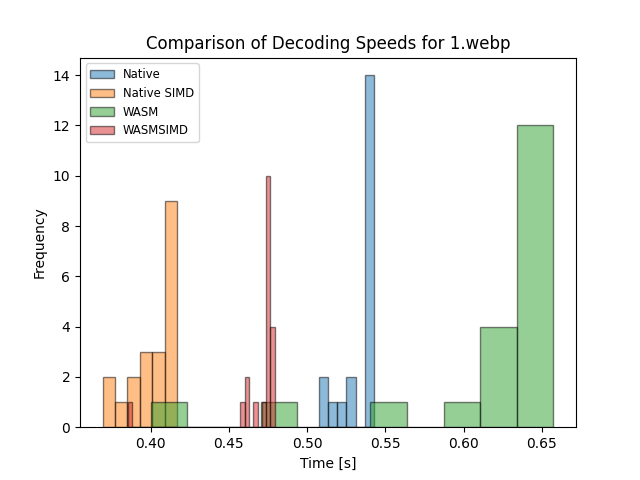 Comparison of Decoding Speeds for 1.webp
Native
Native SIMD
WASM
WASMSIMD
Frequency
14
12
10
8
6
4
2
0
0.40 0.45 0.50 0.55 0.60 0.65
Time [s]